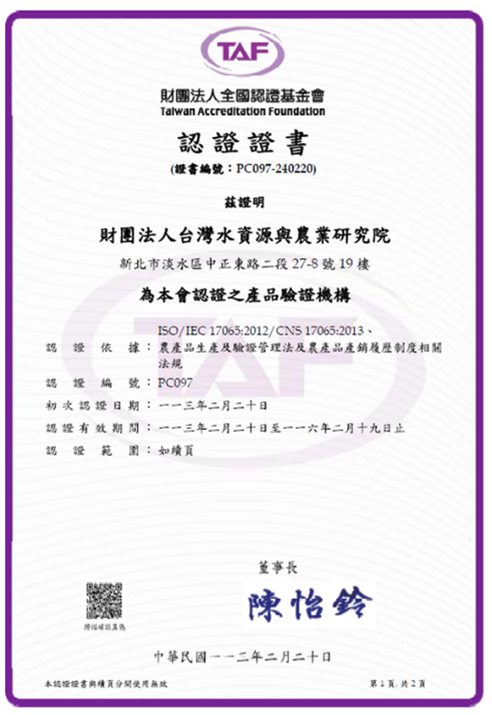 TAF
財團法人全國認證基金會
Taiwan Accreditation Foundation
認證證書
(證書編號：PC097-240220)
茲證明
財團法人台灣水資源與農業研究院
新北市淡水區中正東路二段 27-8 號 19 樓
為本會認證之產品驗證機構
認證依據：ISO/IEC 17065:2012/CNS 17065:2013、
農產品生產及驗證管理法及農產品產銷履歷制度相關
法規
認證編號：PC097
初次認證日期：一一三年二月二十日
認證有效期間：一一三年二月二十日至一一六年二月十九日止
認證範圍：如續頁
董事長
陳怡鈴
掃描確認真偽
中華民國一一三年二月二十日
本認證證書與續頁分開使用無效
第 1 頁, 共 2 頁